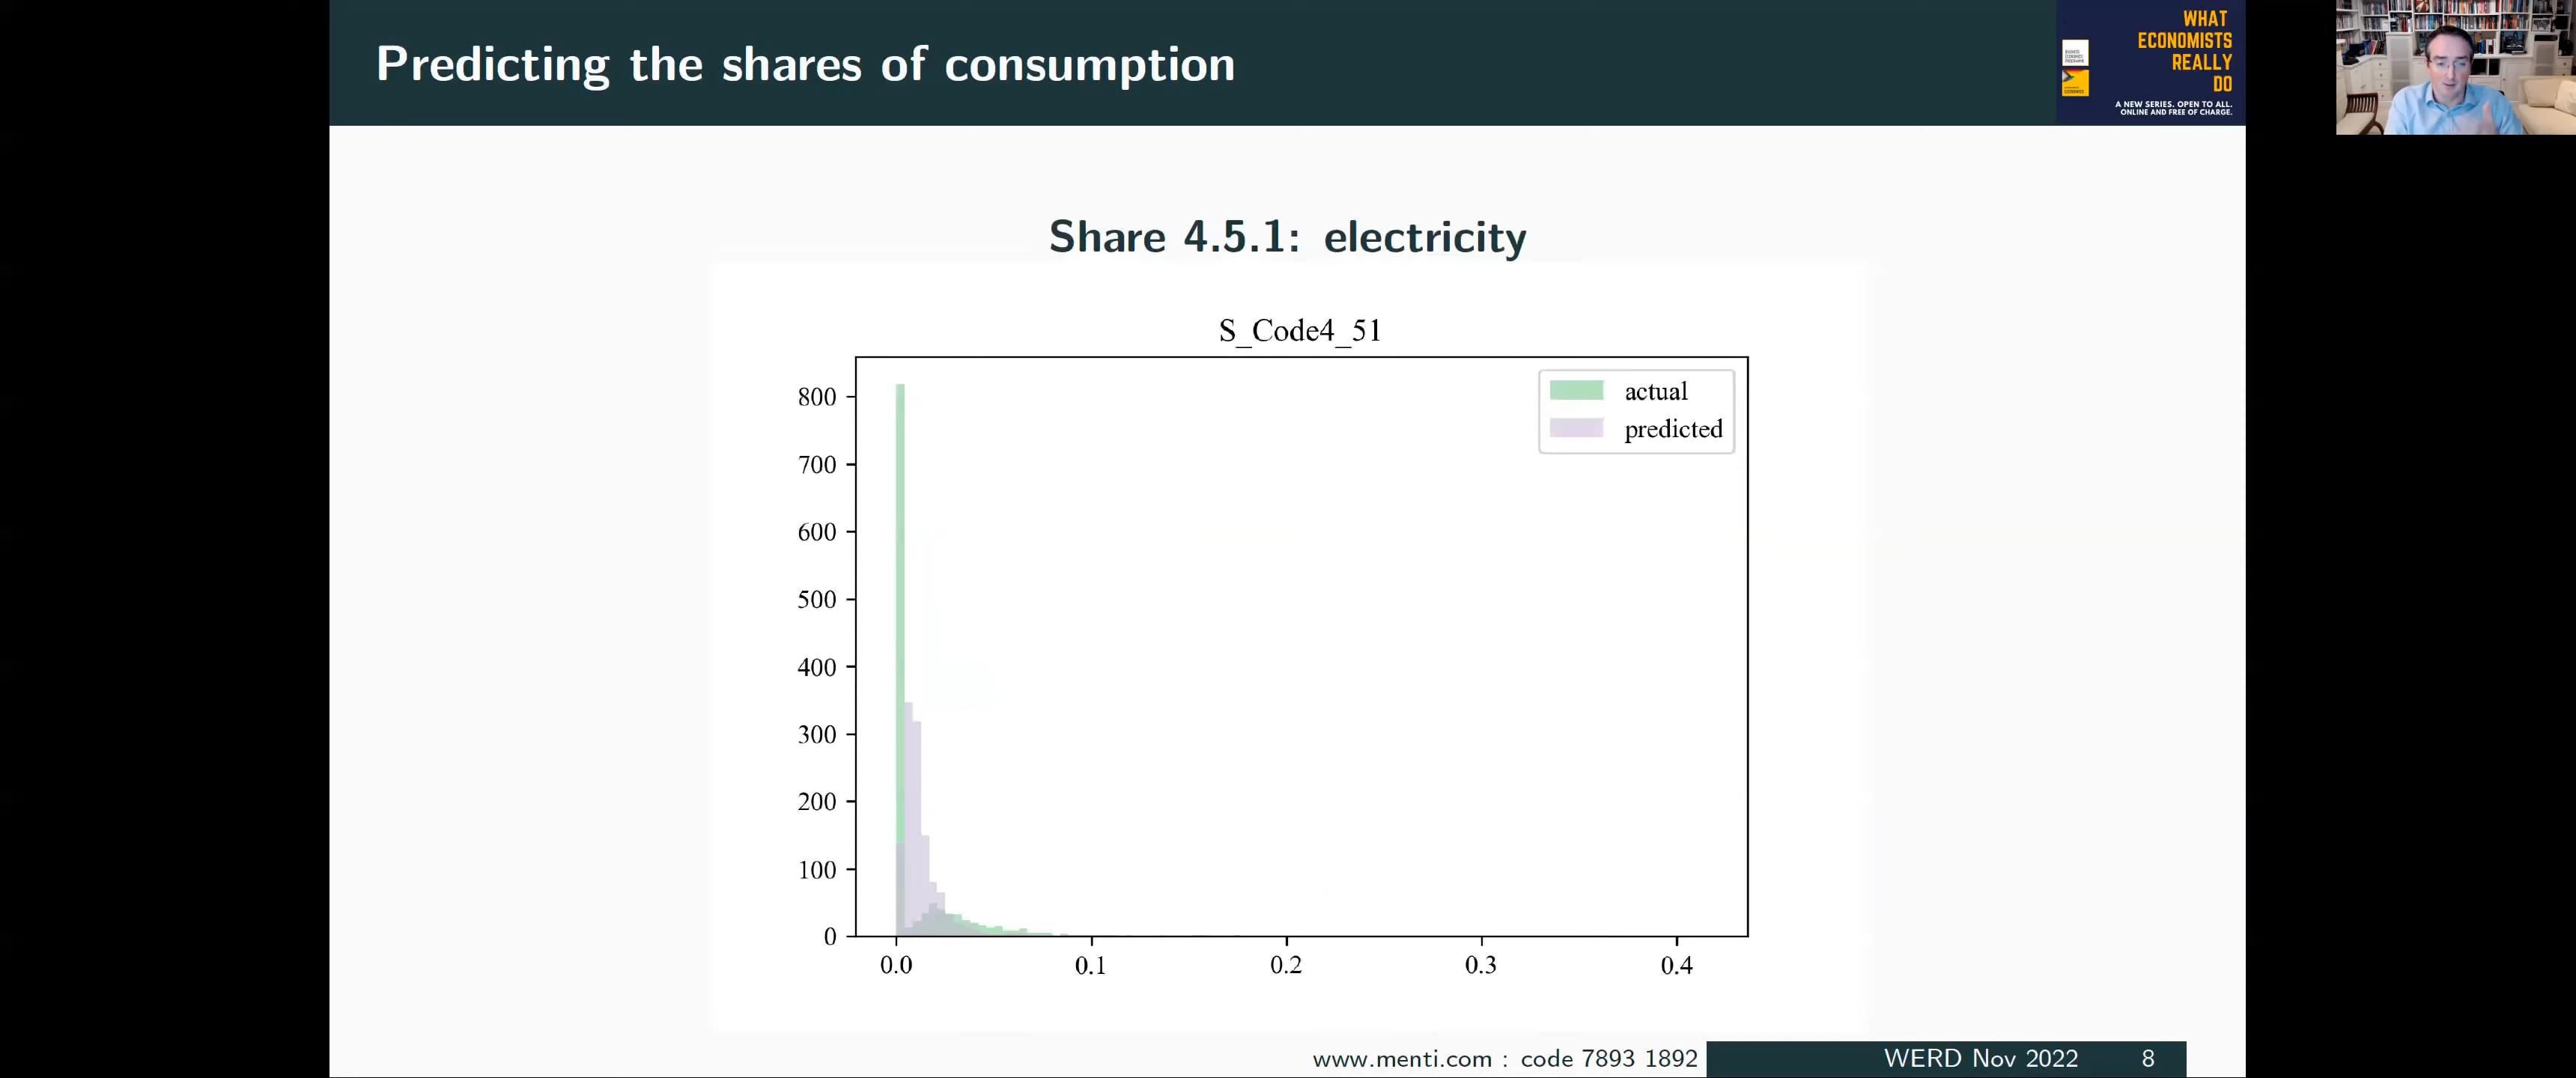 Predicting the shares of consumption
WHAT
ECONOMISTS
REALLY
DO
A NEW SERIES. OPEN TO ALL.
ONLINE AND FREE OF CHARGE.
Share 4.5.1: electricity
S_Code4_51
actual
predicted
800
700
600
500
400
300
200
100
0
0.0 0.1 0.2 0.3 0.4
www.menti.com : code 7893 1892 WERD Nov 2022 8